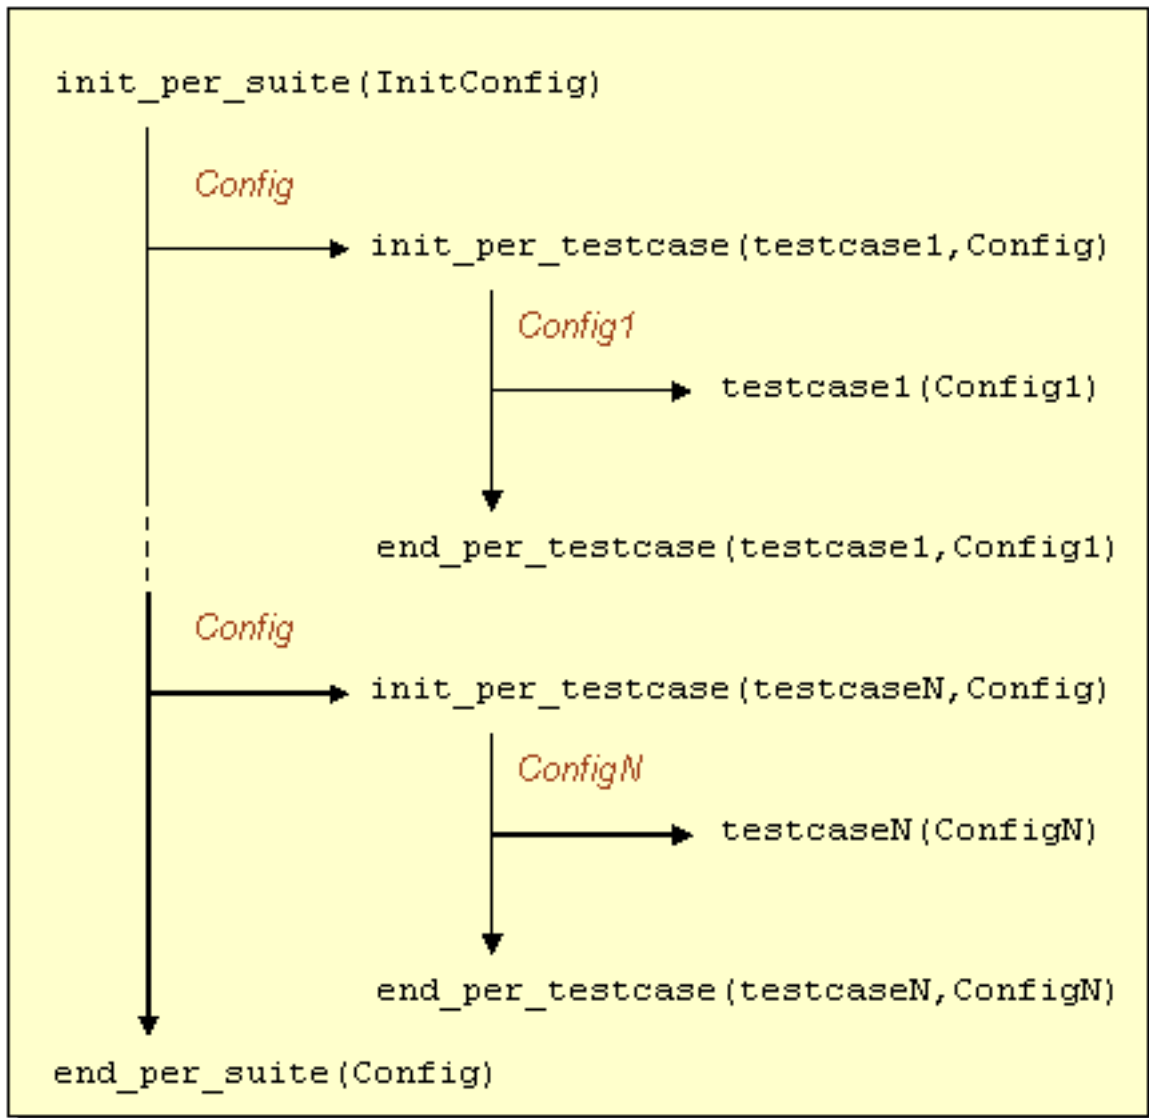 init_per_suite(InitConfig)
Config
init_per_testcase(testcase1,Config)
Config1
testcase1(Config1)
end_per_testcase(testcase1,Config1)
Config
init_per_testcase(testcaseN,Config)
ConfigN
testcaseN(ConfigN)
end_per_testcase(testcaseN,ConfigN)
end_per_suite(Config)